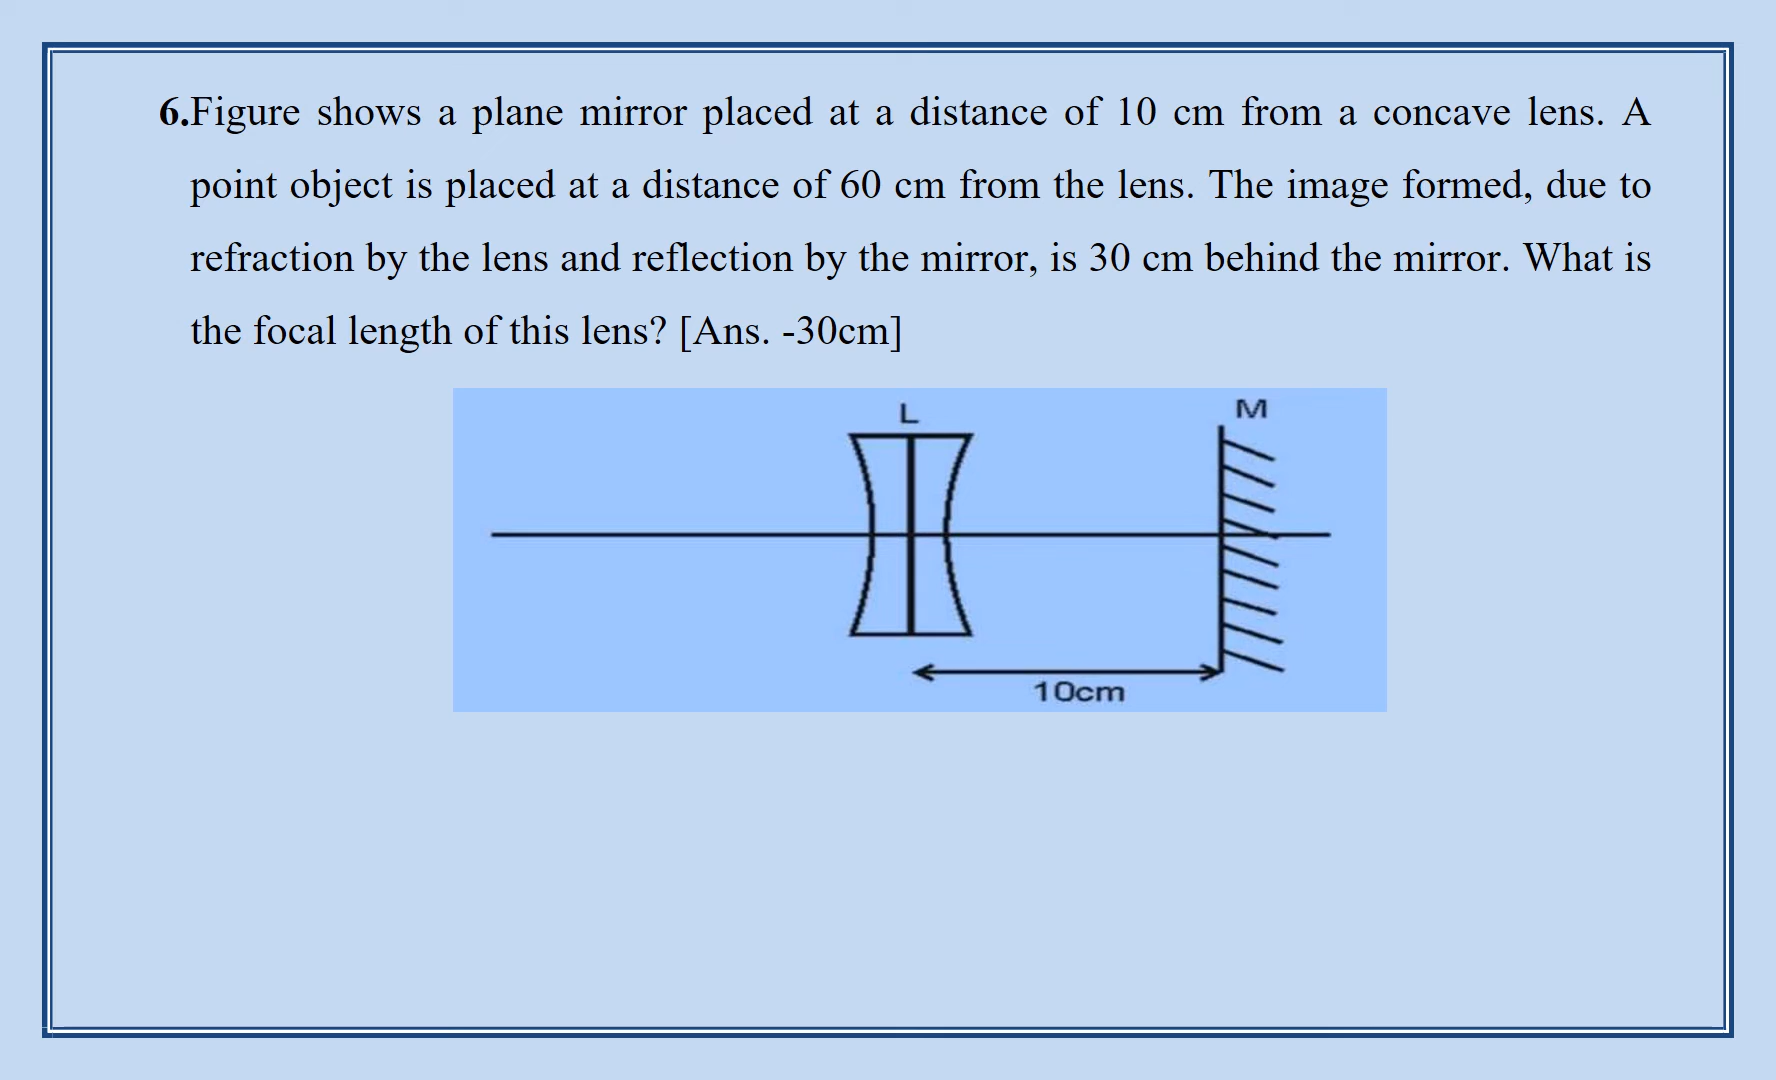 6.Figure shows a plane mirror placed at a distance of 10 cm from a concave lens. A
point object is placed at a distance of 60 cm from the lens. The image formed, due to
refraction by the lens and reflection by the mirror, is 30 cm behind the mirror. What is
the focal length of this lens? [Ans. -30cm]
L
M
10cm